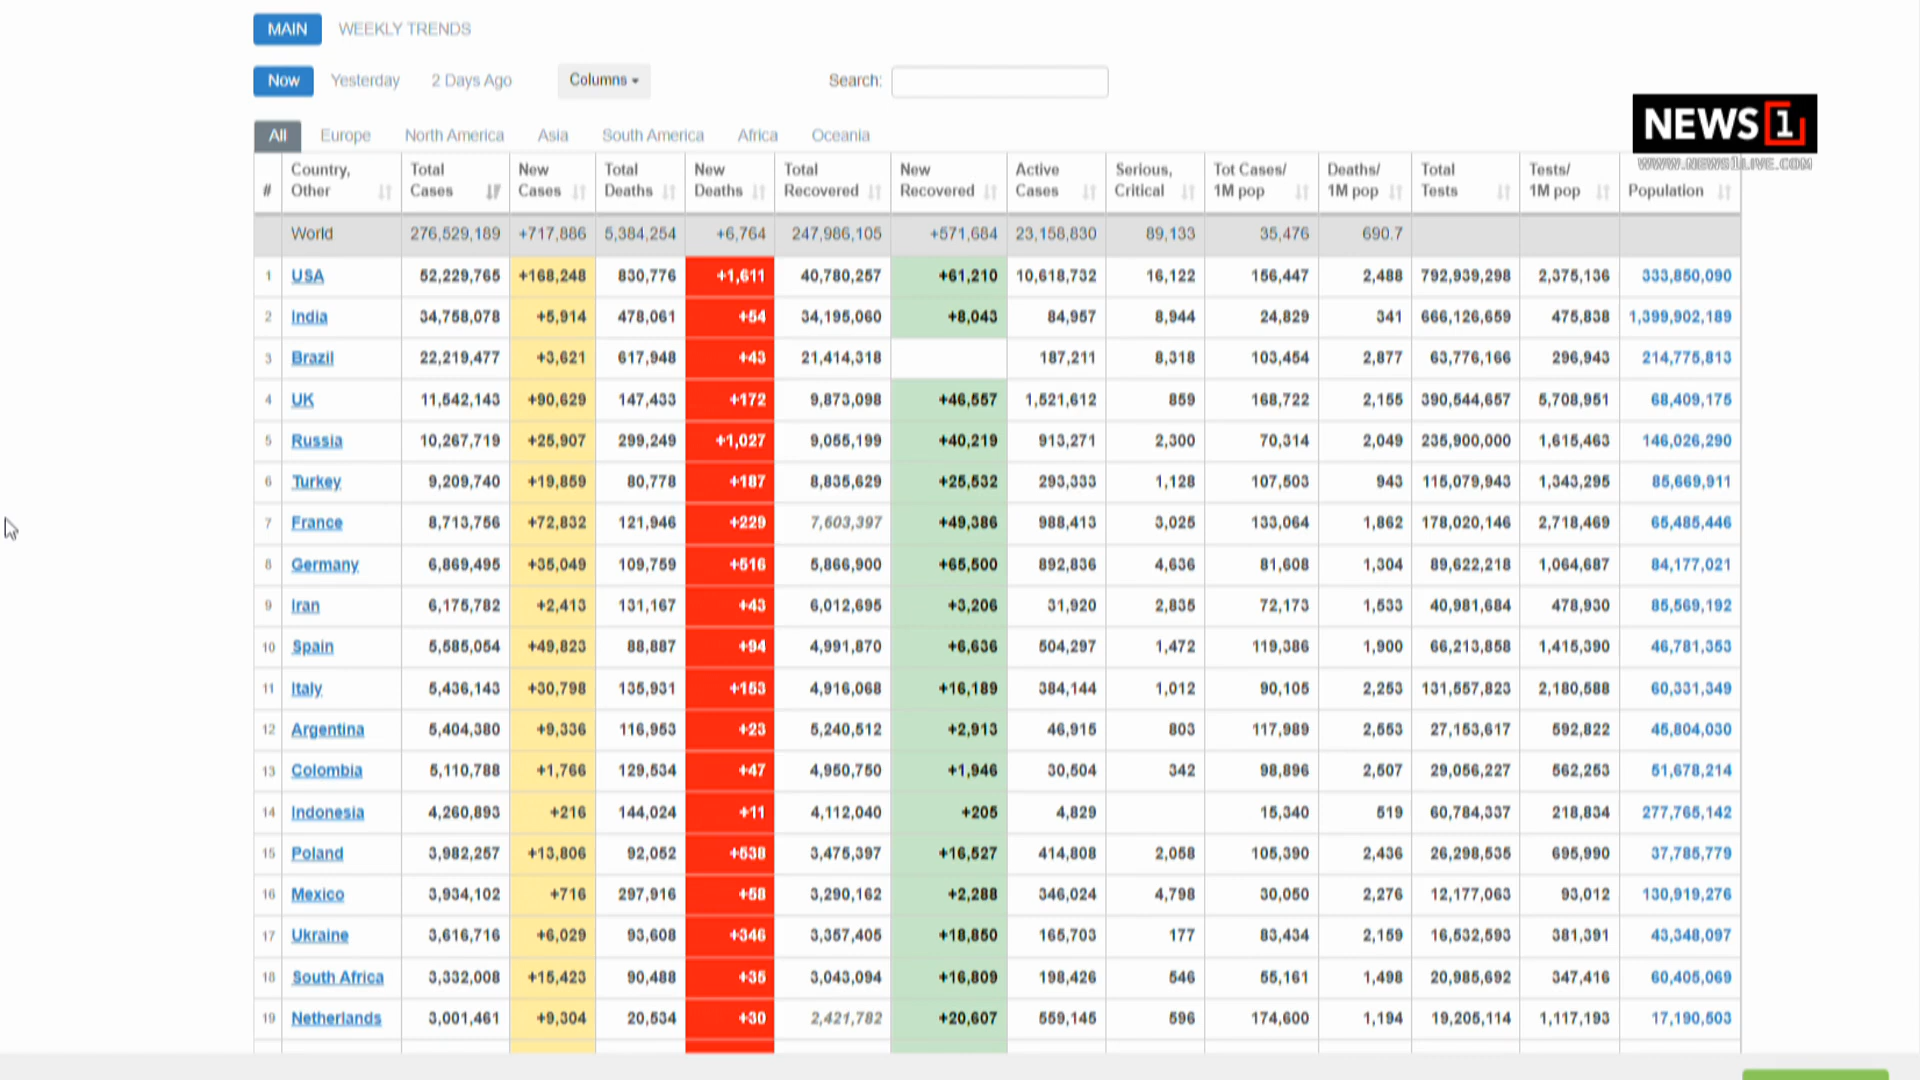 MAIN WEEKLY TRENDS
Now Yesterday 2 Days Ago Columns Search:
NEWS 1
WWW.NEWS1LIVE.COM
All Europe North America Asia South America Africa Oceania
# Country, Other Total Cases New Cases Total Deaths New Deaths Total Recovered New Recovered Active Cases Serious, Critical Tot Cases/ 1M pop Deaths/ 1M pop Total Tests Tests/ 1M pop Population
World 276,529,189 +717,886 5,384,254 +6,764 247,986,105 +571,684 23,158,830 89,133 35,476 690.7
1 USA 52,229,765 +168,248 830,776 +1,611 40,780,257 +61,210 10,618,732 16,122 156,447 2,488 792,939,298 2,375,136 333,850,090
2 India 34,758,078 +5,914 478,061 +54 34,195,060 +8,043 84,957 8,944 24,829 341 666,126,659 475,838 1,399,902,189
3 Brazil 22,219,477 +3,621 617,948 +43 21,414,318 187,211 8,318 103,454 2,877 63,776,166 296,943 214,775,813
4 UK 11,542,143 +90,629 147,433 +172 9,873,098 +46,557 1,521,612 859 168,722 2,155 390,544,657 5,708,951 68,409,175
5 Russia 10,267,719 +25,907 299,249 +1,027 9,055,199 +40,219 913,271 2,300 70,314 2,049 235,900,000 1,615,463 146,026,290
6 Turkey 9,209,740 +19,859 80,778 +187 8,835,629 +25,532 293,333 1,128 107,503 943 115,079,943 1,343,295 85,669,911
7 France 8,713,756 +72,832 121,946 +229 7,603,397 +49,386 988,413 3,025 133,064 1,862 178,020,146 2,718,469 65,485,446
8 Germany 6,869,495 +35,049 109,759 +516 5,866,900 +65,500 892,836 4,636 81,608 1,304 89,622,218 1,064,687 84,177,021
9 Iran 6,175,782 +2,413 131,167 +43 6,012,695 +3,206 31,920 2,835 72,173 1,533 40,981,684 478,930 85,569,192
10 Spain 5,585,054 +49,823 88,887 +94 4,991,870 +6,636 504,297 1,472 119,386 1,900 66,213,858 1,415,390 46,781,353
11 Italy 5,436,143 +30,798 135,931 +153 4,916,068 +16,189 384,144 1,012 90,105 2,253 131,557,823 2,180,588 60,331,349
12 Argentina 5,404,380 +9,336 116,953 +23 5,240,512 +2,913 46,915 803 117,989 2,553 27,153,617 592,822 45,804,030
13 Colombia 5,110,788 +1,766 129,534 +47 4,950,750 +1,946 30,504 342 98,896 2,507 29,056,227 562,253 51,678,214
14 Indonesia 4,260,893 +216 144,024 +11 4,112,040 +205 4,829 15,340 519 60,784,337 218,834 277,765,142
15 Poland 3,982,257 +13,806 92,052 +538 3,475,397 +16,527 414,808 2,058 105,390 2,436 26,298,535 695,990 37,785,779
16 Mexico 3,934,102 +716 297,916 +58 3,290,162 +2,288 346,024 4,798 30,050 2,276 12,177,063 93,012 130,919,276
17 Ukraine 3,616,716 +6,029 93,608 +346 3,357,405 +18,850 165,703 177 83,434 2,159 16,532,593 381,391 43,348,097
18 South Africa 3,332,008 +15,423 90,488 +35 3,043,094 +16,809 198,426 546 55,161 1,498 20,985,692 347,416 60,405,069
19 Netherlands 3,001,461 +9,304 20,534 +30 2,421,782 +20,607 559,145 596 174,600 1,194 19,205,114 1,117,193 17,190,503